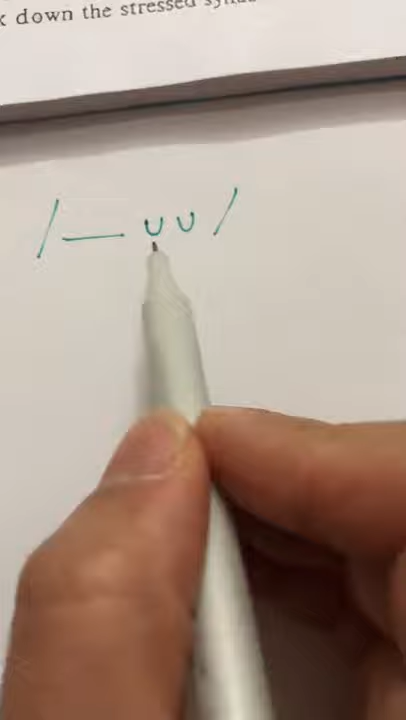 k down the stressed
/ — ∪ ∪ /